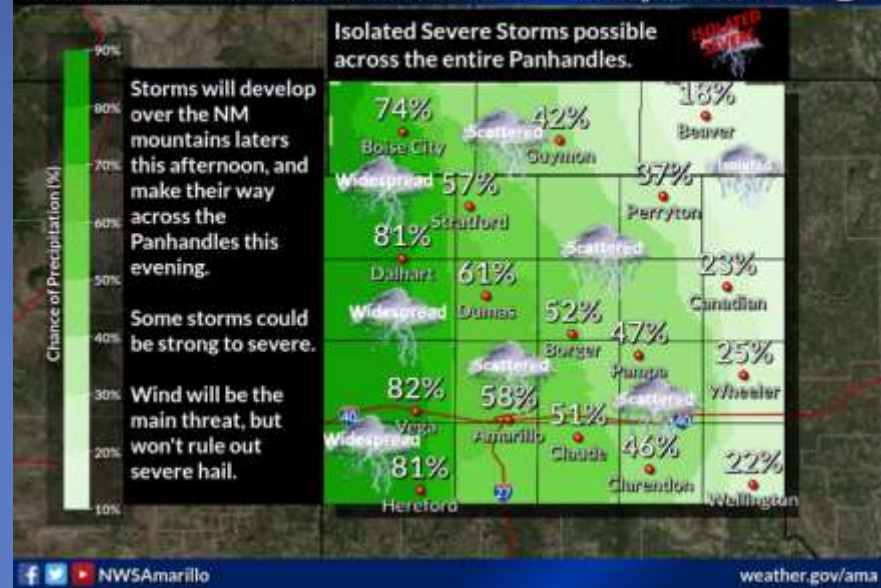 Isolated Severe Storms possible
across the entire Panhandles.
ISOLATED
SEVERE
Chance of Precipitation (%)
90%
80%
70%
60%
50%
40%
30%
20%
10%
Storms will develop
over the NM
mountains laters
this afternoon, and
make their way
across the
Panhandles this
evening.
Some storms could
be strong to severe.
Wind will be the
main threat, but
won't rule out
severe hail.
74%
Boise City
Scattered
42%
Guymon
18%
Beaver
Isolated
Widespread
57%
Stratford
37%
Perryton
81%
Dalhart
Scattered
61%
Dumas
23%
Canadian
Widespread
52%
Borger
47%
Pampa
25%
Wheeler
Scattered
82%
Vega
58%
Amarillo
Scattered
40
40
51%
Claude
46%
Clarendon
Widespread
81%
Hereford
27
22%
Wellington
NWSAmarillo
weather.gov/ama